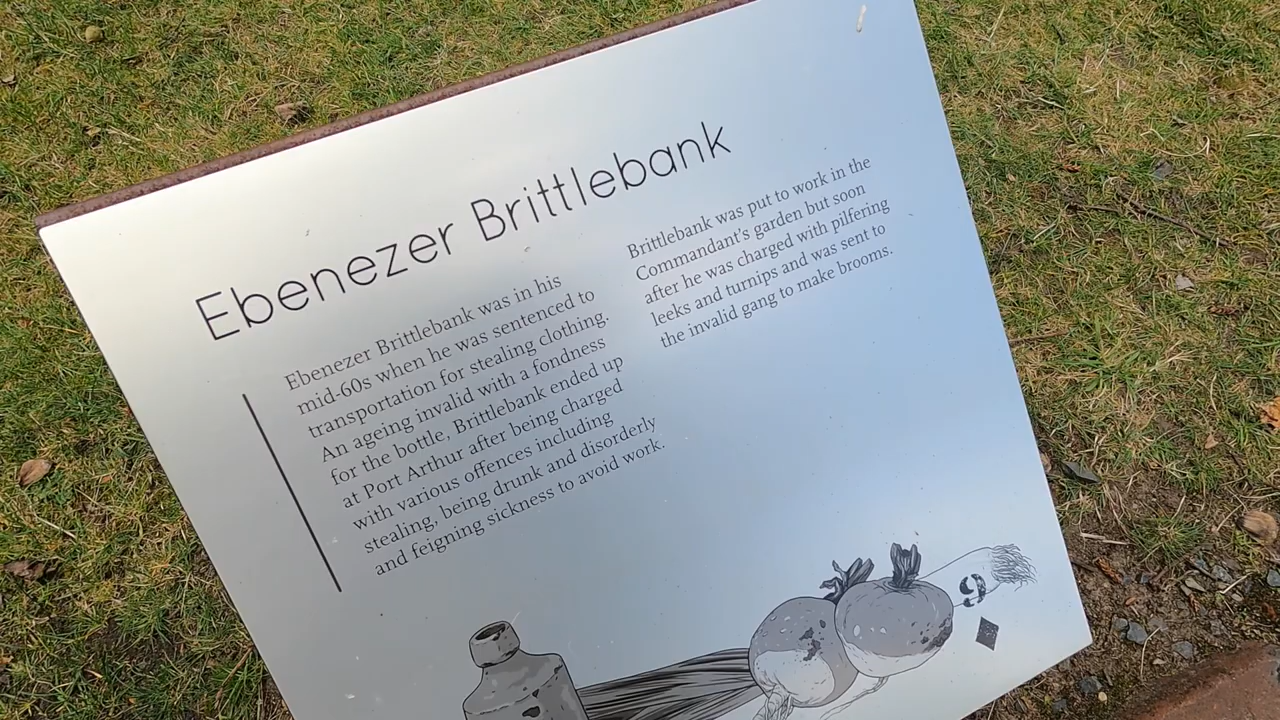 Ebenezer Brittlebank
Ebenezer Brittlebank was in his
mid-60s when he was sentenced to
transportation for stealing clothing.
An ageing invalid with a fondness
for the bottle, Brittlebank ended up
at Port Arthur after being charged
with various offences including
stealing, being drunk and disorderly
and feigning sickness to avoid work.
Brittlebank was put to work in the
Commandant's garden but soon
after he was charged with pilfering
leeks and turnips and was sent to
the invalid gang to make brooms.
9